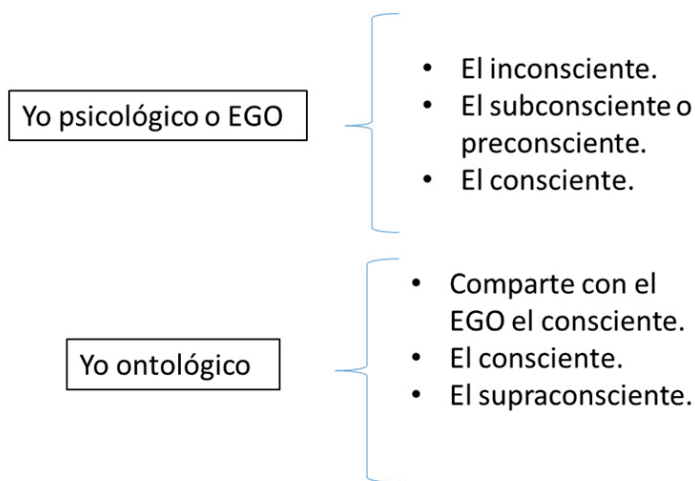 Yo psicológico o EGO
• El inconsciente.
• El subconsciente o
preconsciente.
• El consciente.
Yo ontológico
• Comparte con el
EGO el consciente.
• El consciente.
• El supraconsciente.